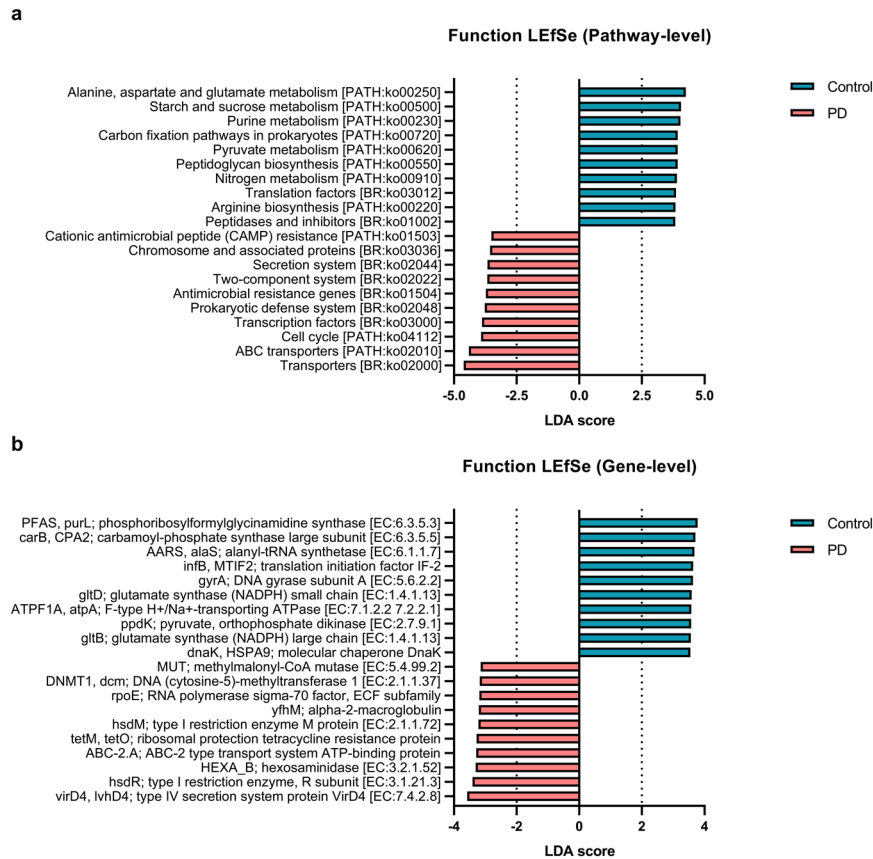 a
Function LEfSe (Pathway-level)
Control
PD
Alanine, aspartate and glutamate metabolism [PATH:ko00250]
Starch and sucrose metabolism [PATH:ko00500]
Purine metabolism [PATH:ko00230]
Carbon fixation pathways in prokaryotes [PATH:ko00720]
Pyruvate metabolism [PATH:ko00620]
Peptidoglycan biosynthesis [PATH:ko00550]
Nitrogen metabolism [PATH:ko00910]
Translation factors [BR:ko03012]
Arginine biosynthesis [PATH:ko00220]
Peptidases and inhibitors [BR:ko01002]
Cationic antimicrobial peptide (CAMP) resistance [PATH:ko01503]
Chromosome and associated proteins [BR:ko03036]
Secretion system [BR:ko02044]
Two-component system [BR:ko02022]
Antimicrobial resistance genes [BR:ko01504]
Prokaryotic defense system [BR:ko02048]
Transcription factors [BR:ko03000]
Cell cycle [PATH:ko04112]
ABC transporters [PATH:ko02010]
Transporters [BR:ko02000]
-5.0 -2.5 0.0 2.5 5.0
LDA score
b
Function LEfSe (Gene-level)
Control
PD
PFAS, purL; phosphoribosylformylglycinamidine synthase [EC:6.3.5.3]
carB, CPA2; carbamoyl-phosphate synthase large subunit [EC:6.3.5.5]
AARS, alaS; alanyl-tRNA synthetase [EC:6.1.1.7]
infB, MTIF2; translation initiation factor IF-2
gyrA; DNA gyrase subunit A [EC:5.6.2.2]
gltD; glutamate synthase (NADPH) small chain [EC:1.4.1.13]
ATPF1A, atpA; F-type H+/Na+-transporting ATPase [EC:7.1.2.2 7.2.2.1]
ppdK; pyruvate, orthophosphate dikinase [EC:2.7.9.1]
gltB; glutamate synthase (NADPH) large chain [EC:1.4.1.13]
dnaK, HSPA9; molecular chaperone DnaK
MUT; methylmalonyl-CoA mutase [EC:5.4.99.2]
DNMT1, dcm; DNA (cytosine-5)-methyltransferase 1 [EC:2.1.1.37]
rpoE; RNA polymerase sigma-70 factor, ECF subfamily
yfhM; alpha-2-macroglobulin
hsdM; type I restriction enzyme M protein [EC:2.1.1.72]
tetM, tetO; ribosomal protection tetracycline resistance protein
ABC-2.A; ABC-2 type transport system ATP-binding protein
HEXA_B; hexosaminidase [EC:3.2.1.52]
hsdR; type I restriction enzyme, R subunit [EC:3.1.21.3]
virD4, lvhD4; type IV secretion system protein VirD4 [EC:7.4.2.8]
-4 -2 0 2 4
LDA score